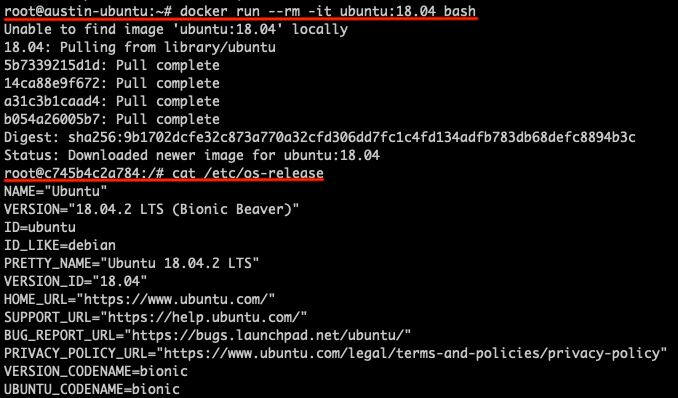 root@austin-ubuntu:~# docker run --rm -it ubuntu:18.04 bash
Unable to find image 'ubuntu:18.04' locally
18.04: Pulling from library/ubuntu
5b7339215d1d: Pull complete
14ca88e9f672: Pull complete
a31c3b1caad4: Pull complete
b054a26005b7: Pull complete
Digest: sha256:9b1702dcfe32c873a770a32cfd306dd7fc1c4fd134adfb783db68defc8894b3c
Status: Downloaded newer image for ubuntu:18.04
root@c745b4c2a784:/# cat /etc/os-release
NAME="Ubuntu"
VERSION="18.04.2 LTS (Bionic Beaver)"
ID=ubuntu
ID_LIKE=debian
PRETTY_NAME="Ubuntu 18.04.2 LTS"
VERSION_ID="18.04"
HOME_URL="https://www.ubuntu.com/"
SUPPORT_URL="https://help.ubuntu.com/"
BUG_REPORT_URL="https://bugs.launchpad.net/ubuntu/"
PRIVACY_POLICY_URL="https://www.ubuntu.com/legal/terms-and-policies/privacy-policy"
VERSION_CODENAME=bionic
UBUNTU_CODENAME=bionic